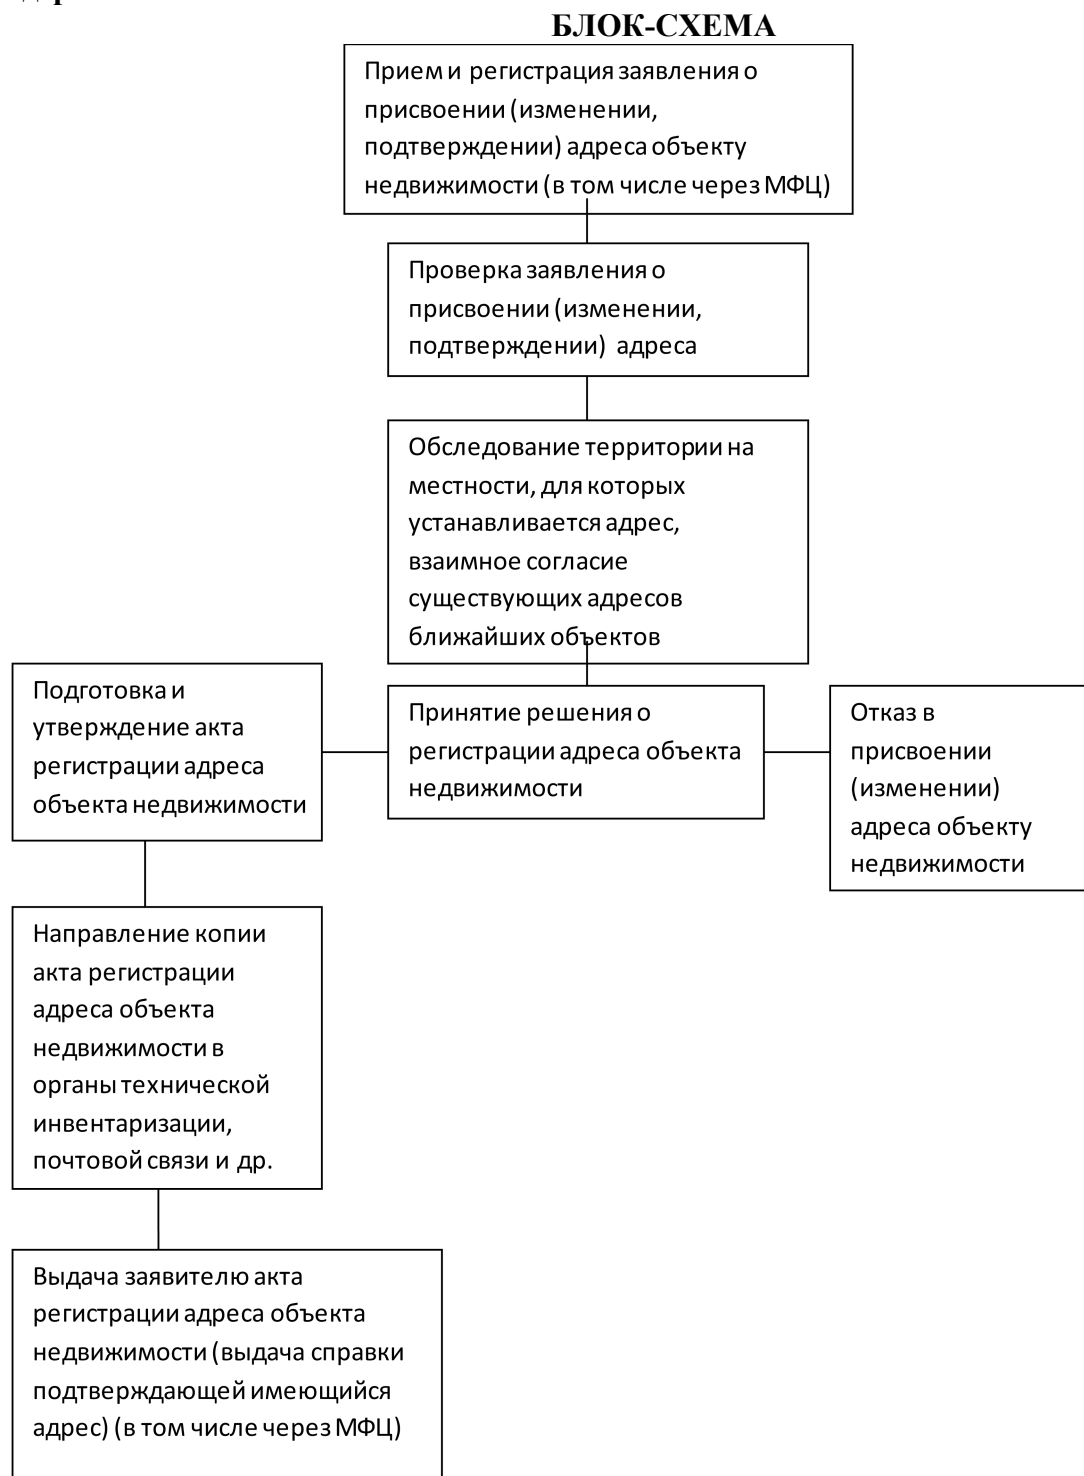 БЛОК-СХЕМА
Прием и регистрация заявления о
присвоении (изменении,
подтверждении) адреса объекту
недвижимости (в том числе через МФЦ)
Проверка заявления о
присвоении (изменении,
подтверждении) адреса
Обследование территории на
местности, для которых
устанавливается адрес,
взаимное согласие
существующих адресов
ближайших объектов
Подготовка и
утверждение акта
регистрации адреса
объекта недвижимости
Принятие решения о
регистрации адреса объекта
недвижимости
Отказ в
присвоении
(изменении)
адреса объекту
недвижимости
Направление копии
акта регистрации
адреса объекта
недвижимости в
органы технической
инвентаризации,
почтовой связи и др.
Выдача заявителю акта
регистрации адреса объекта
недвижимости (выдача справки
подтверждающей имеющийся
адрес) (в том числе через МФЦ)